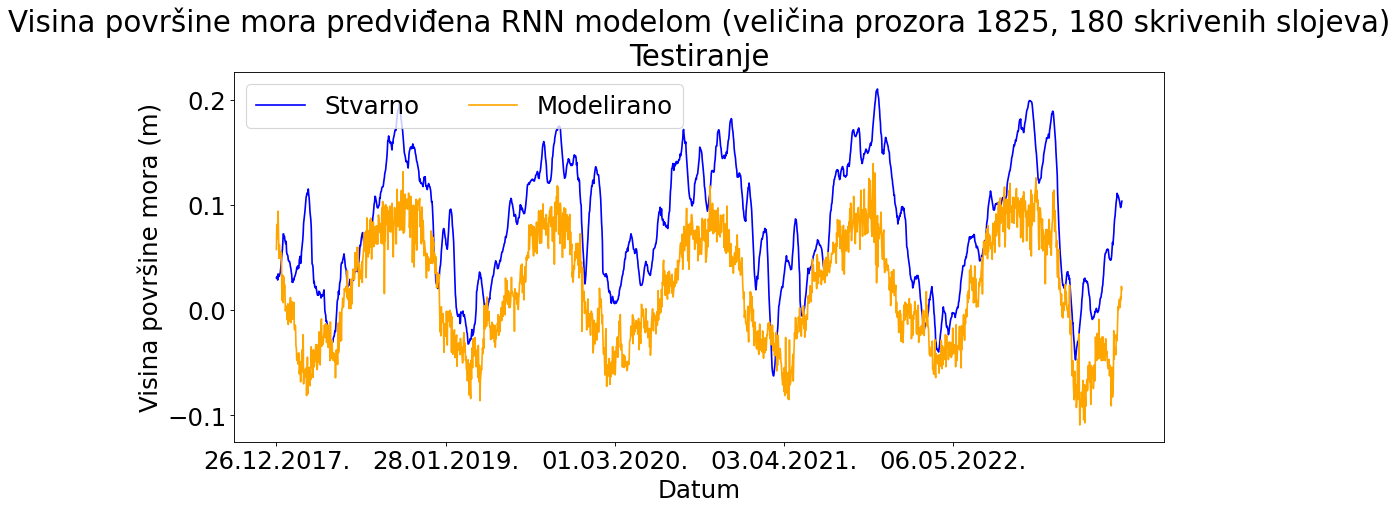 Visina površine mora predviđena RNN modelom (veličina prozora 1825, 180 skrivenih slojeva)
Testiranje
Stvarno Modelirano
Visina površine mora (m)
0.2
0.1
0.0
−0.1
26.12.2017. 28.01.2019. 01.03.2020. 03.04.2021. 06.05.2022.
Datum